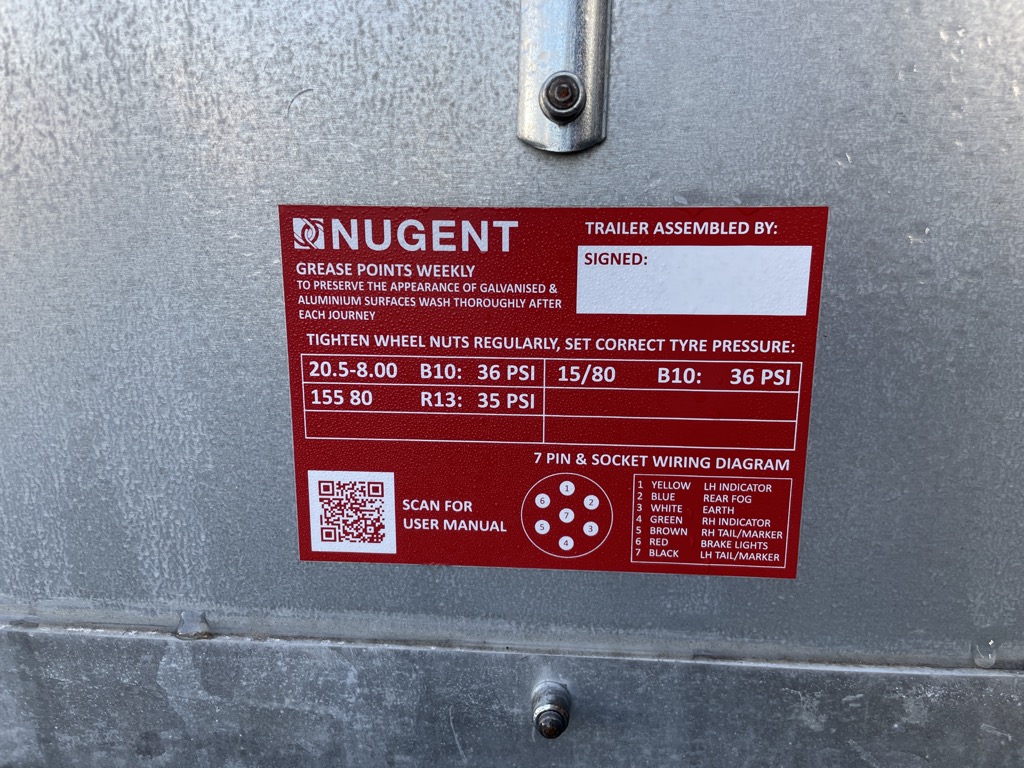 NUGENT
GREASE POINTS WEEKLY
TO PRESERVE THE APPEARANCE OF GALVANISED &
ALUMINIUM SURFACES WASH THOROUGHLY AFTER
EACH JOURNEY
TRAILER ASSEMBLED BY:
SIGNED:
TIGHTEN WHEEL NUTS REGULARLY, SET CORRECT TYRE PRESSURE:
20.5-8.00 B10: 36 PSI 15/80 B10: 36 PSI
155 80 R13: 35 PSI
7 PIN & SOCKET WIRING DIAGRAM
SCAN FOR
USER MANUAL
1
6 2
7
5 3
4
1 YELLOW LH INDICATOR
2 BLUE REAR FOG
3 WHITE EARTH
4 GREEN RH INDICATOR
5 BROWN RH TAIL/MARKER
6 RED BRAKE LIGHTS
7 BLACK LH TAIL/MARKER